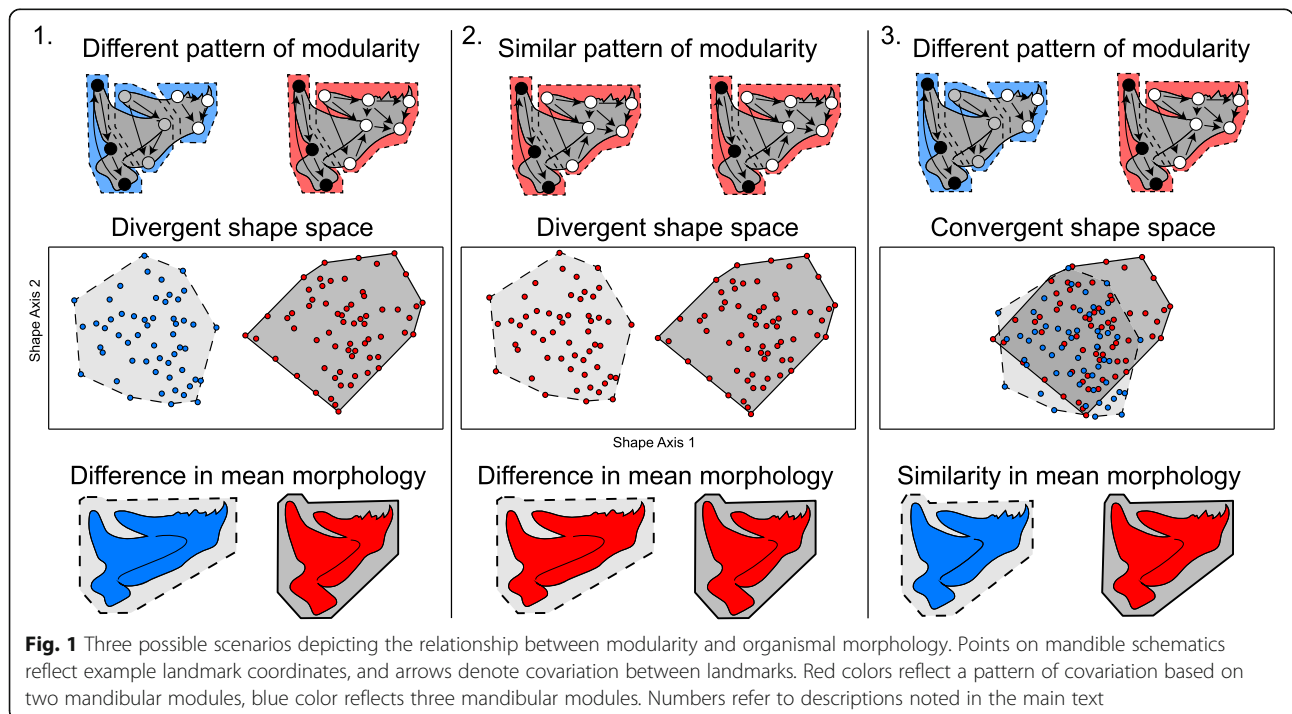 1.
Different pattern of modularity
Divergent shape space
Shape Axis 2
Difference in mean morphology
2.
Similar pattern of modularity
Divergent shape space
Shape Axis 1
Difference in mean morphology
3.
Different pattern of modularity
Convergent shape space
Similarity in mean morphology
Fig. 1 Three possible scenarios depicting the relationship between modularity and organismal morphology. Points on mandible schematics
reflect example landmark coordinates, and arrows denote covariation between landmarks. Red colors reflect a pattern of covariation based on
two mandibular modules, blue color reflects three mandibular modules. Numbers refer to descriptions noted in the main text